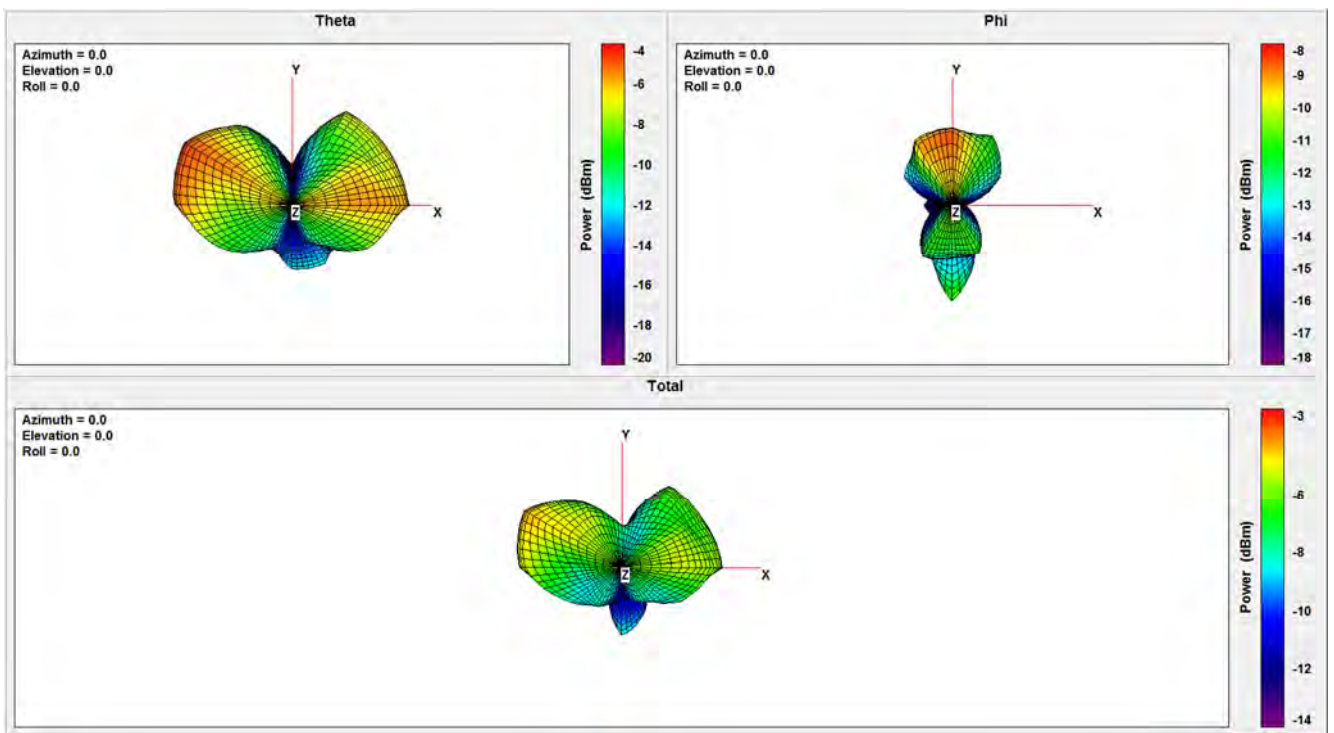 Theta
Azimuth = 0.0
Elevation = 0.0
Roll = 0.0
Y
X
Z
Power (dBm)
-4
-6
-8
-10
-12
-14
-16
-18
-20
Phi
Azimuth = 0.0
Elevation = 0.0
Roll = 0.0
Y
X
Z
Power (dBm)
-8
-9
-10
-11
-12
-13
-14
-15
-16
-17
-18
Total
Azimuth = 0.0
Elevation = 0.0
Roll = 0.0
Y
X
Z
Power (dBm)
-3
-6
-8
-10
-12
-14